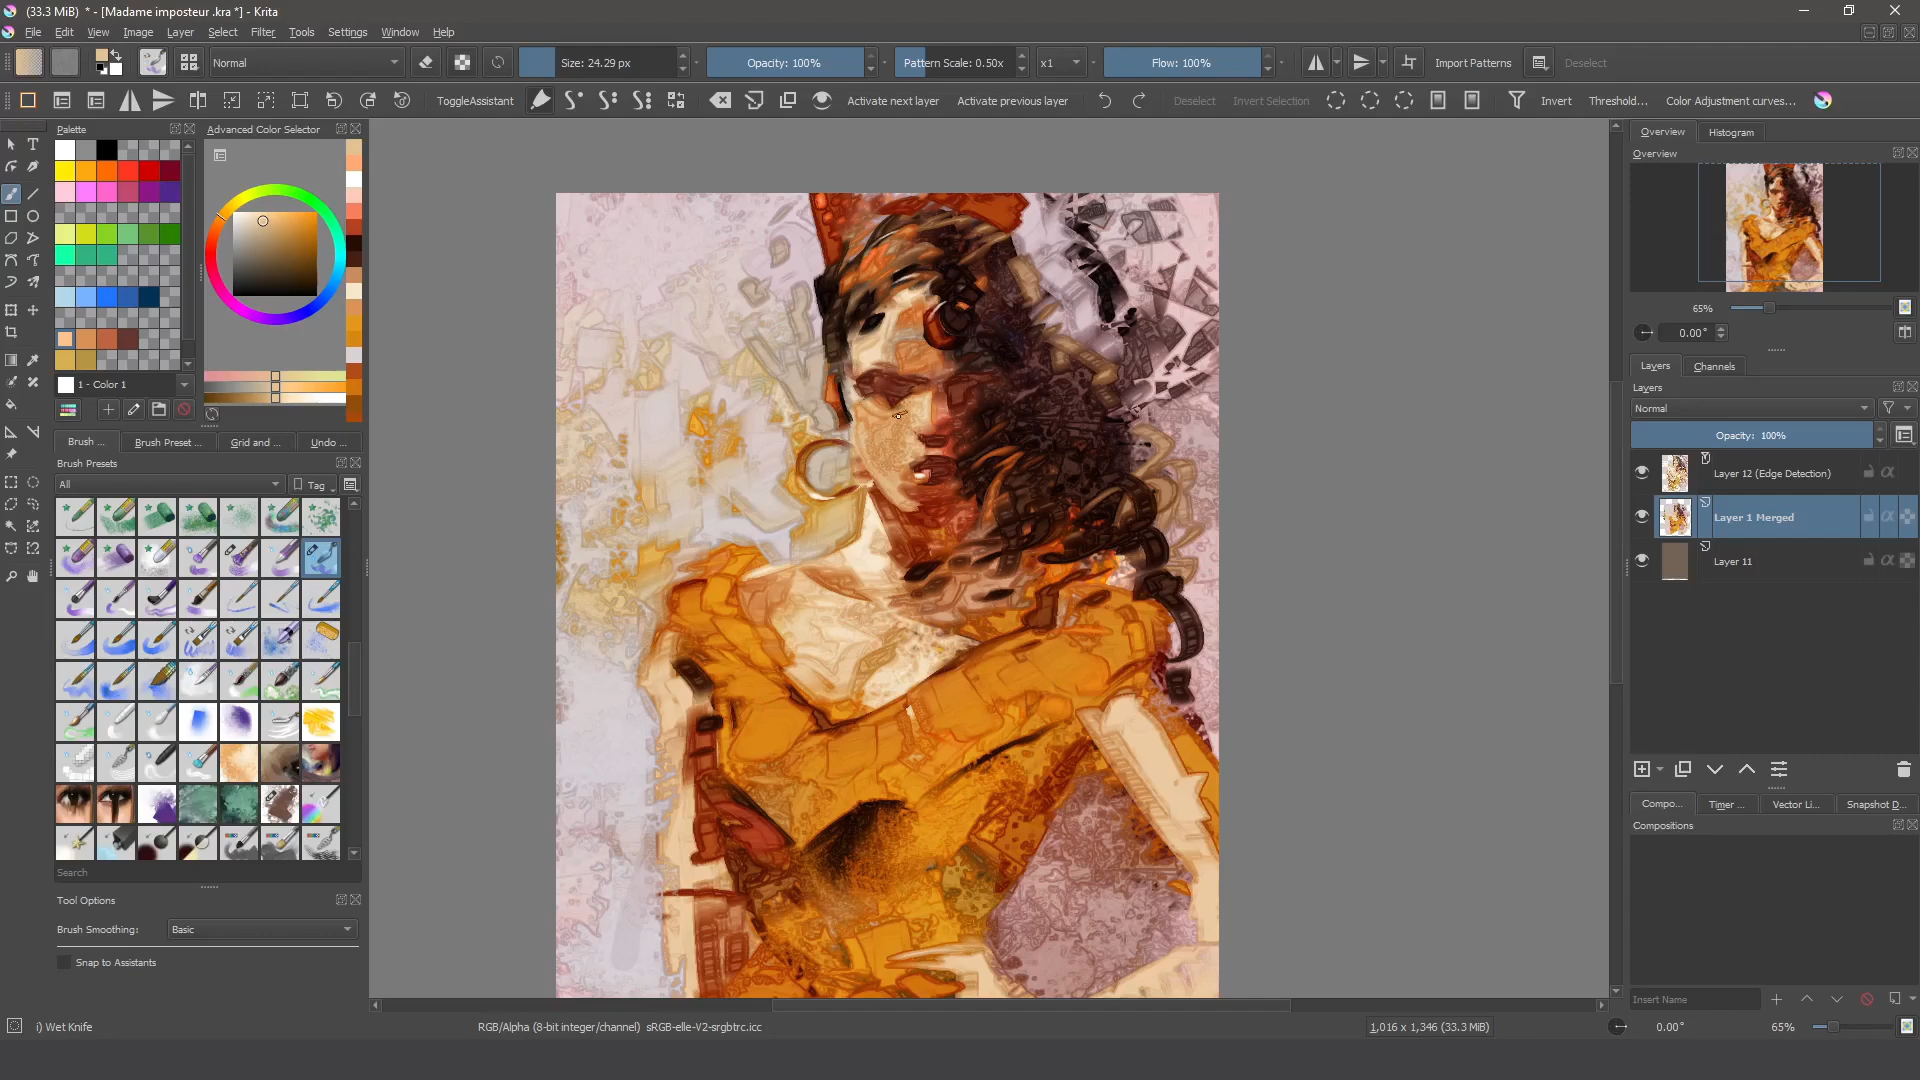 (33.3 MiB)  * - [Madame imposteur .kra *] - Krita
File Edit View Image Layer Select Filter Tools Settings Window Help
Normal Size: 24.29 px Opacity: 100% Pattern Scale: 0.50x x1 Flow: 100% Import Patterns Deselect
ToggleAssistant Activate next layer Activate previous layer Deselect Invert Selection Invert Threshold... Color Adjustment curves...
Palette Advanced Color Selector
1 - Color 1
Brush ... Brush Preset ... Grid and ... Undo ...
Brush Presets
All Tag
Search
Tool Options
Brush Smoothing: Basic
Snap to Assistants
i) Wet Knife RGB/Alpha (8-bit integer/channel) sRGB-elle-V2-srgbtrc.icc 1,016 x 1,346 (33.3 MiB) 0.00° 65%
Overview Histogram
Overview
65%
0.00°
Layers Channels
Layers
Normal
Opacity: 100%
Layer 12 (Edge Detection)
Layer 1 Merged
Layer 11
Compo... Timer ... Vector Li... Snapshot D...
Compositions
Insert Name